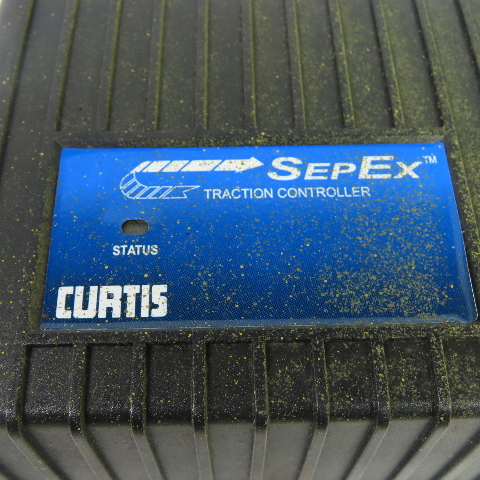 SEPEX™
TRACTION CONTROLLER
STATUS
CURTIS